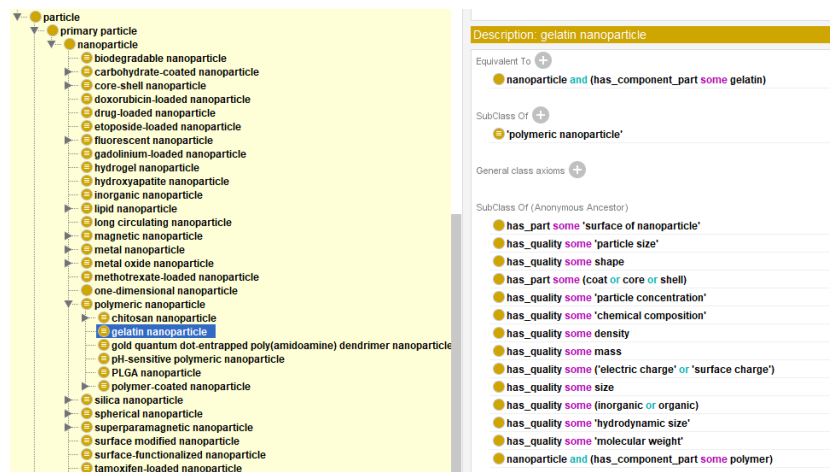 particle
primary particle
nanoparticle
biodegradable nanoparticle
carbohydrate-coated nanoparticle
core-shell nanoparticle
doxorubicin-loaded nanoparticle
drug-loaded nanoparticle
etoposide-loaded nanoparticle
fluorescent nanoparticle
gadolinium-loaded nanoparticle
hydrogel nanoparticle
hydroxyapatite nanoparticle
inorganic nanoparticle
lipid nanoparticle
long circulating nanoparticle
magnetic nanoparticle
metal nanoparticle
metal oxide nanoparticle
methotrexate-loaded nanoparticle
one-dimensional nanoparticle
polymeric nanoparticle
chitosan nanoparticle
gelatin nanoparticle
gold quantum dot-entrapped poly(amidoamine) dendrimer nanoparticle
pH-sensitive polymeric nanoparticle
PLGA nanoparticle
polymer-coated nanoparticle
silica nanoparticle
spherical nanoparticle
superparamagnetic nanoparticle
surface modified nanoparticle
surface-functionalized nanoparticle
tamoxifen-loaded nanoparticle
Description: gelatin nanoparticle
Equivalent To
nanoparticle and (has_component_part some gelatin)
SubClass Of
'polymeric nanoparticle'
General class axioms
SubClass Of (Anonymous Ancestor)
has_part some 'surface of nanoparticle'
has_quality some 'particle size'
has_quality some shape
has_part some (coat or core or shell)
has_quality some 'particle concentration'
has_quality some 'chemical composition'
has_quality some density
has_quality some mass
has_quality some ('electric charge' or 'surface charge')
has_quality some size
has_quality some (inorganic or organic)
has_quality some 'hydrodynamic size'
has_quality some 'molecular weight'
nanoparticle and (has_component_part some polymer)